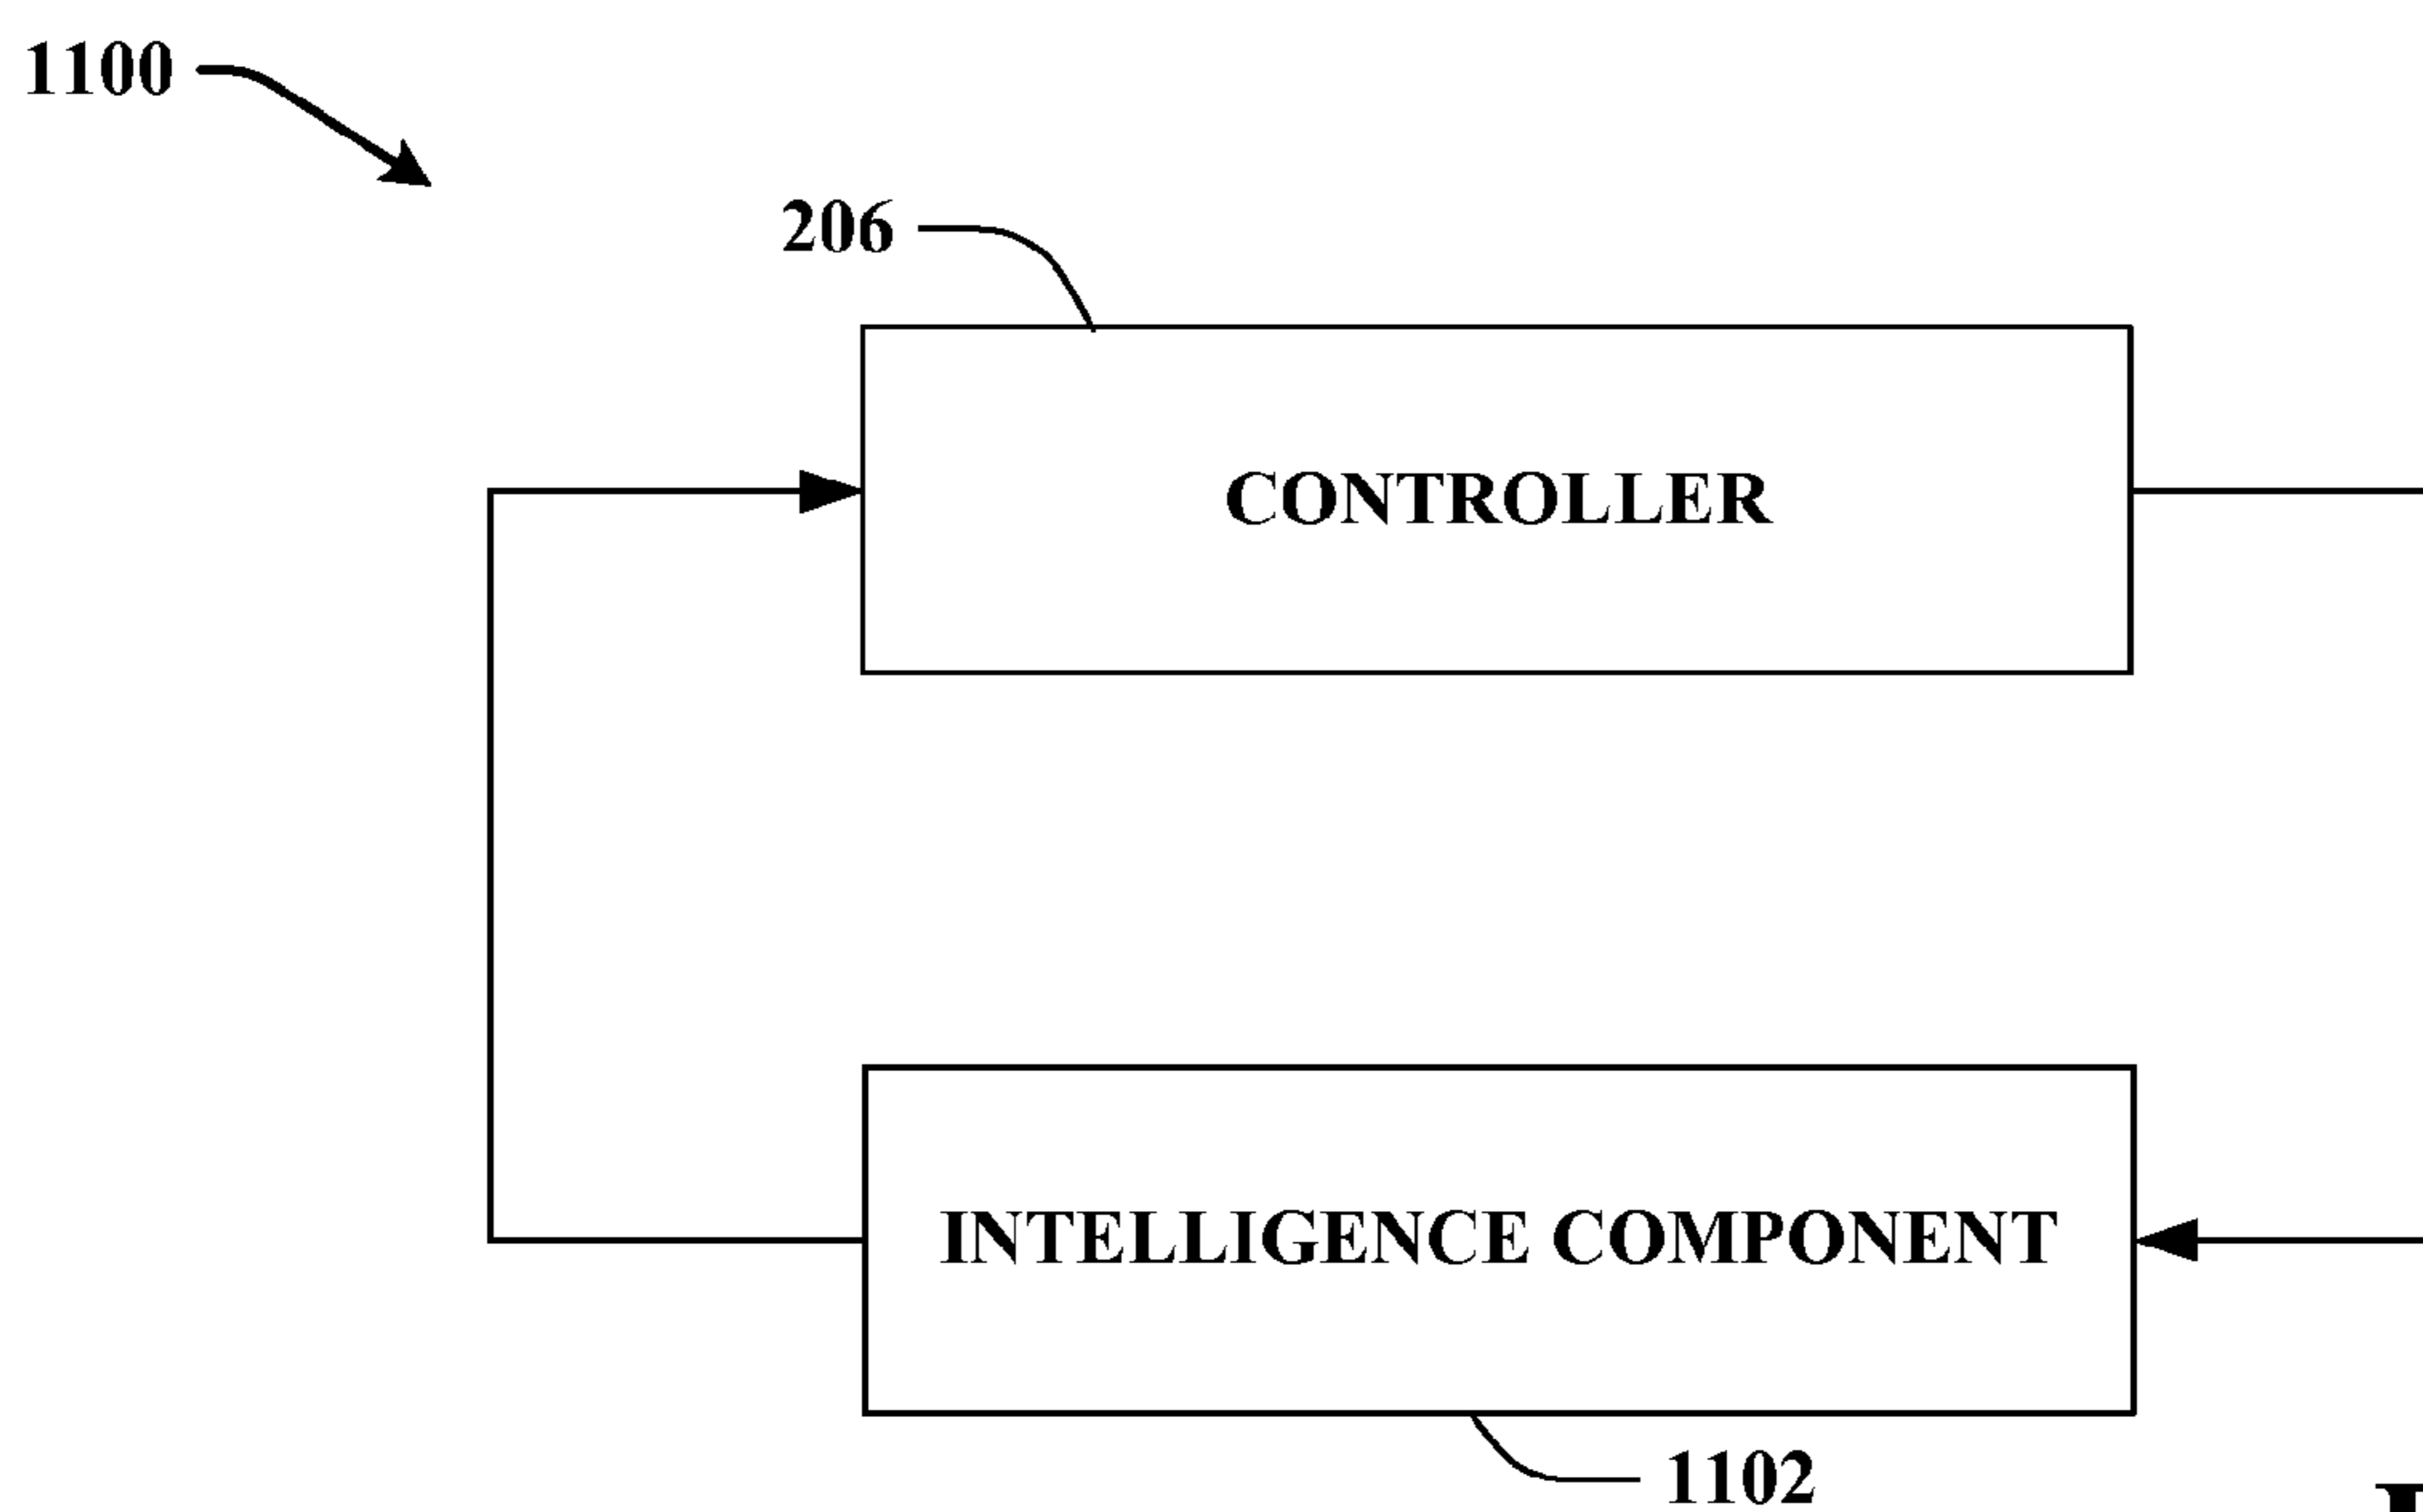 1100
206
CONTROLLER
INTELLIGENCE COMPONENT
1102